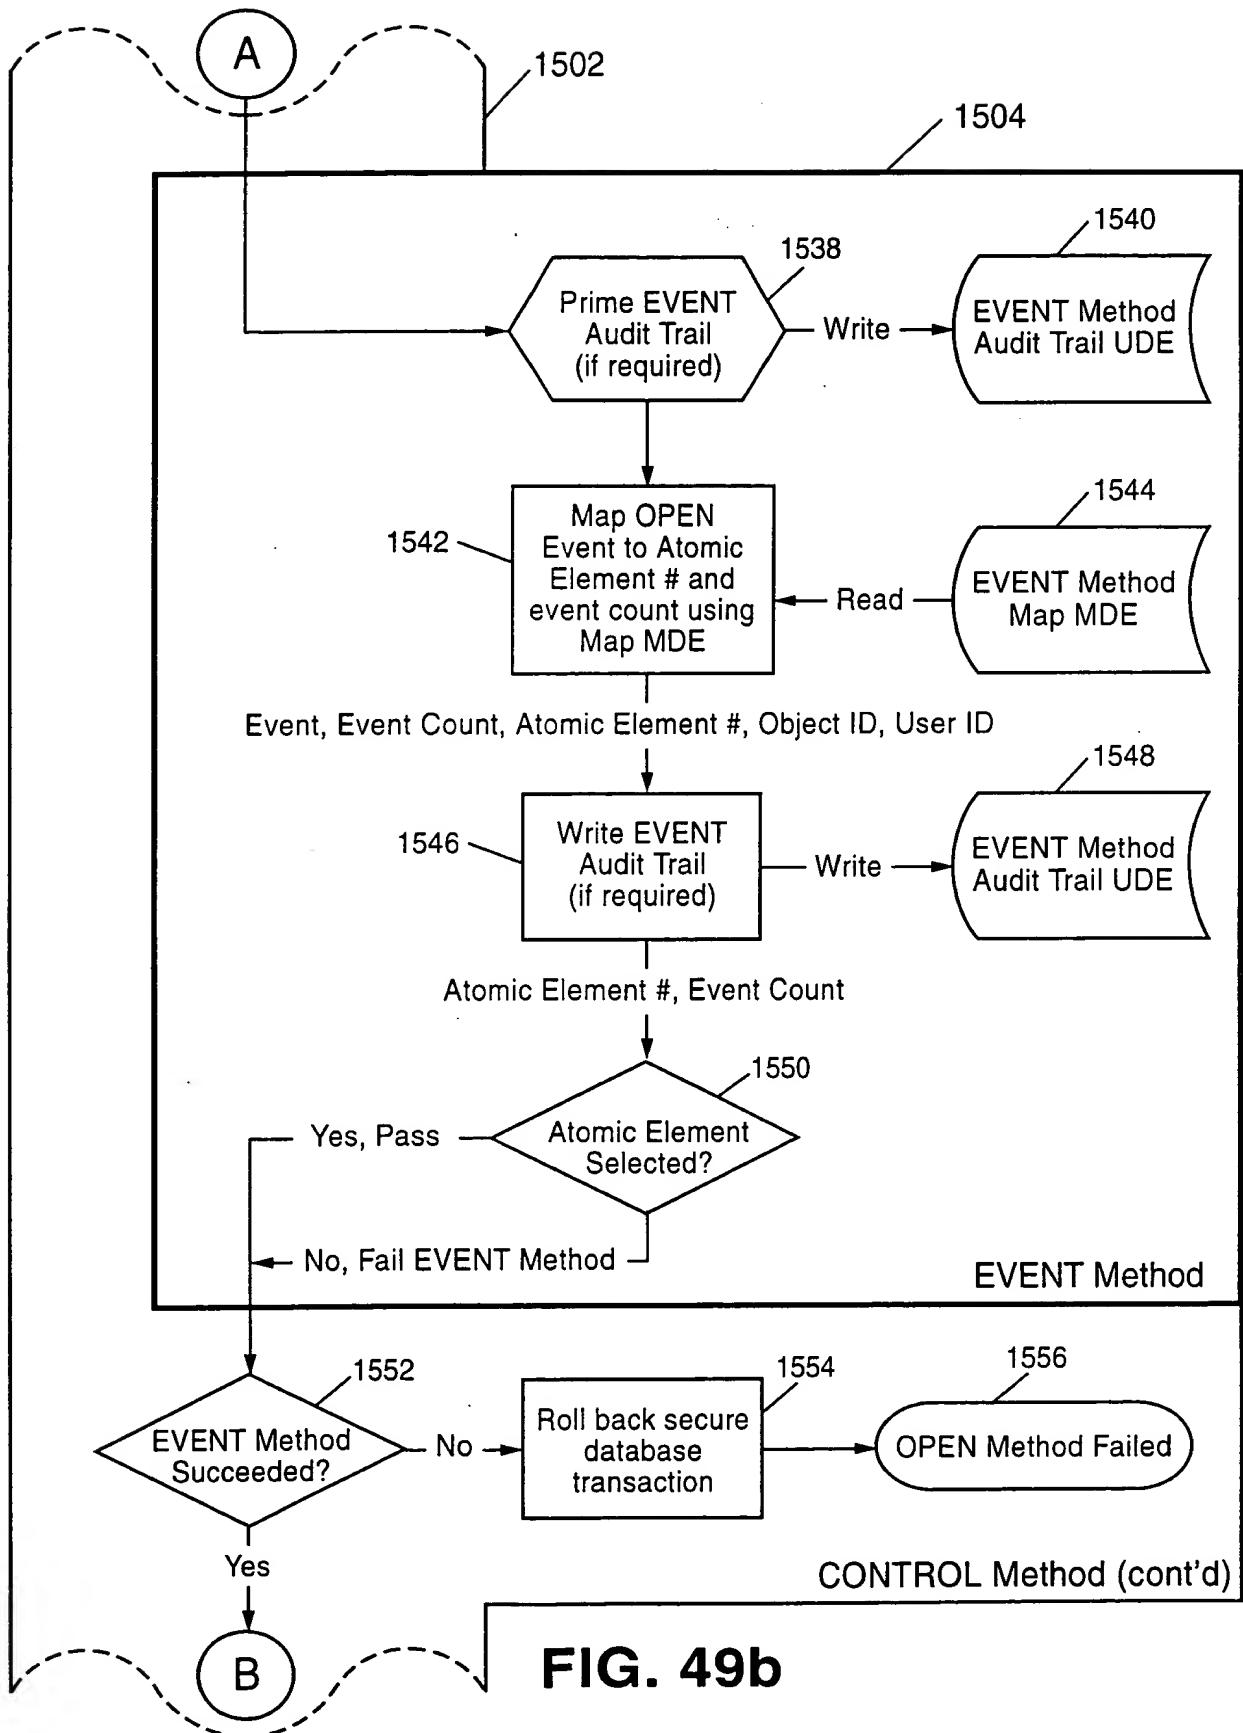 A
1502
1504
1540
1538
Prime EVENT
Audit Trail
(if required)
Write
EVENT Method
Audit Trail UDE
1544
1542
Map OPEN
Event to Atomic
Element # and
event count using
Map MDE
Read
EVENT Method
Map MDE
Event, Event Count, Atomic Element #, Object ID, User ID
1548
1546
Write EVENT
Audit Trail
(if required)
Write
EVENT Method
Audit Trail UDE
Atomic Element #, Event Count
1550
Yes, Pass
Atomic Element
Selected?
No, Fail EVENT Method
EVENT Method
1552
1554
1556
EVENT Method
Succeeded?
No
Roll back secure
database
transaction
OPEN Method Failed
Yes
CONTROL Method (cont'd)
B
FIG. 49b